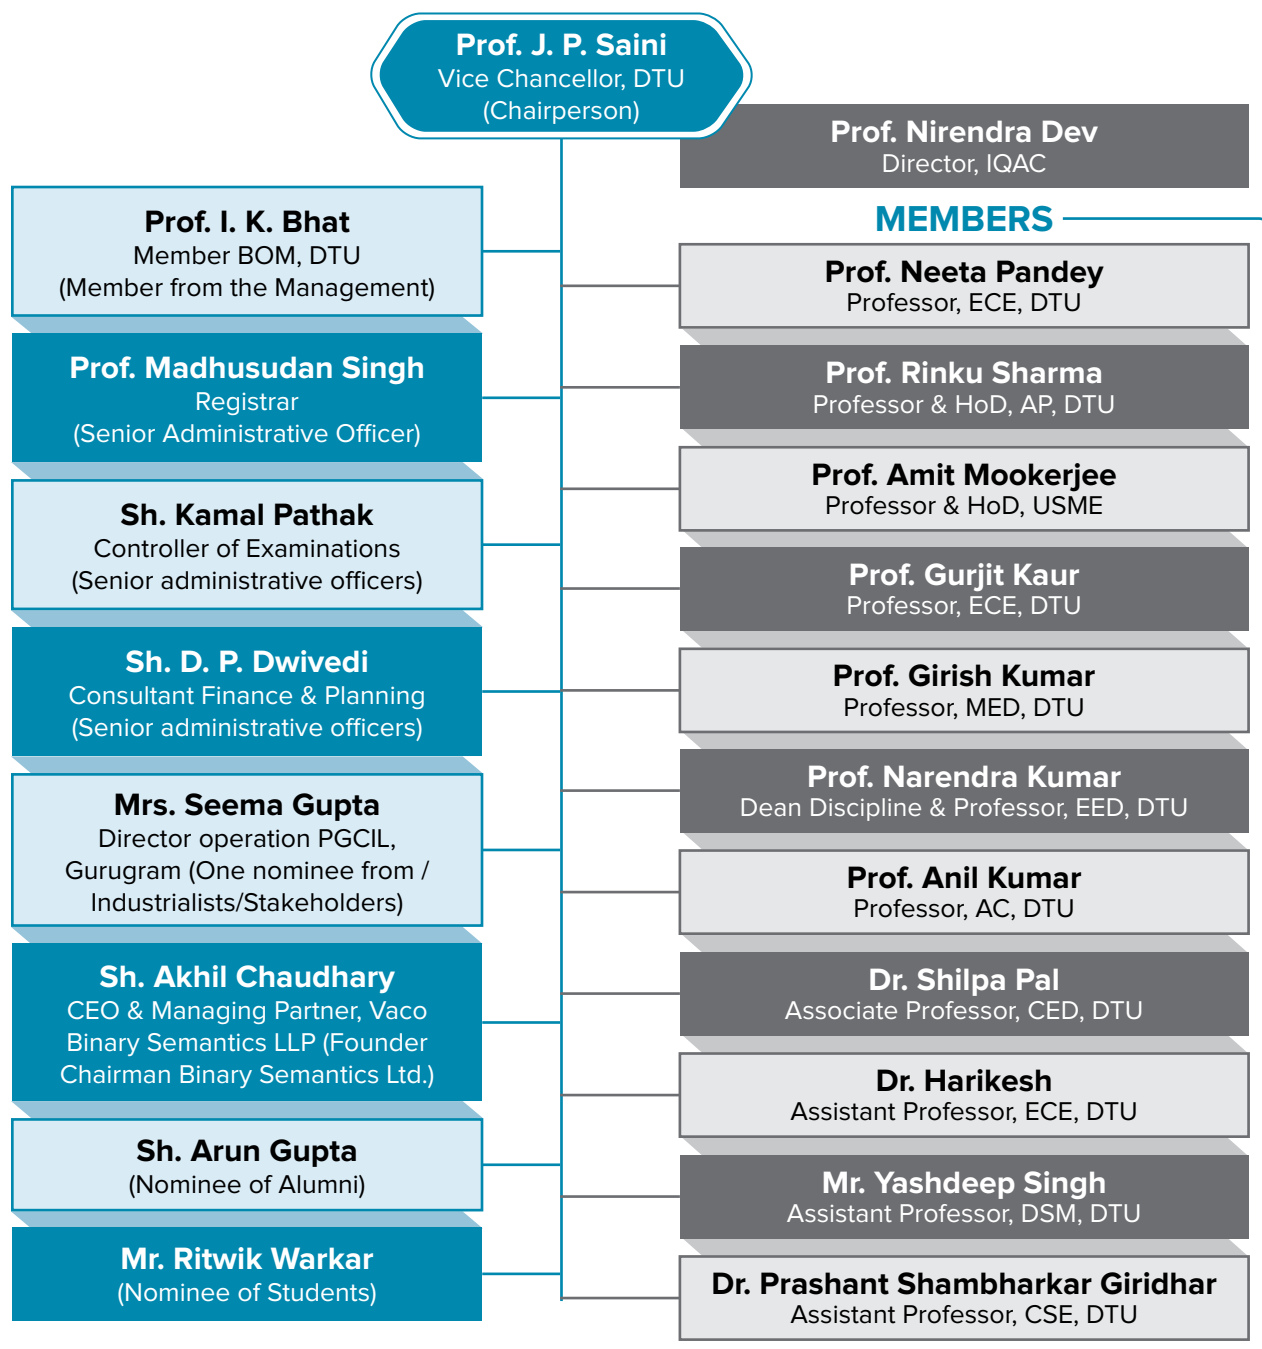 Prof. J. P. Saini
Vice Chancellor, DTU
(Chairperson)
Prof. Nirendra Dev
Director, IQAC
Prof. I. K. Bhat
Member BOM, DTU
(Member from the Management)
Prof. Madhusudan Singh
Registrar
(Senior Administrative Officer)
Sh. Kamal Pathak
Controller of Examinations
(Senior administrative officers)
Sh. D. P. Dwivedi
Consultant Finance & Planning
(Senior administrative officers)
Mrs. Seema Gupta
Director operation PGCIL,
Gurugram (One nominee from /
Industrialists/Stakeholders)
Sh. Akhil Chaudhary
CEO & Managing Partner, Vaco
Binary Semantics LLP (Founder
Chairman Binary Semantics Ltd.)
Sh. Arun Gupta
(Nominee of Alumni)
Mr. Ritwik Warkar
(Nominee of Students)
MEMBERS
Prof. Neeta Pandey
Professor, ECE, DTU
Prof. Rinku Sharma
Professor & HoD, AP, DTU
Prof. Amit Mookerjee
Professor & HoD, USME
Prof. Gurjit Kaur
Professor, ECE, DTU
Prof. Girish Kumar
Professor, MED, DTU
Prof. Narendra Kumar
Dean Discipline & Professor, EED, DTU
Prof. Anil Kumar
Professor, AC, DTU
Dr. Shilpa Pal
Associate Professor, CED, DTU
Dr. Harikesh
Assistant Professor, ECE, DTU
Mr. Yashdeep Singh
Assistant Professor, DSM, DTU
Dr. Prashant Shambharkar Giridhar
Assistant Professor, CSE, DTU